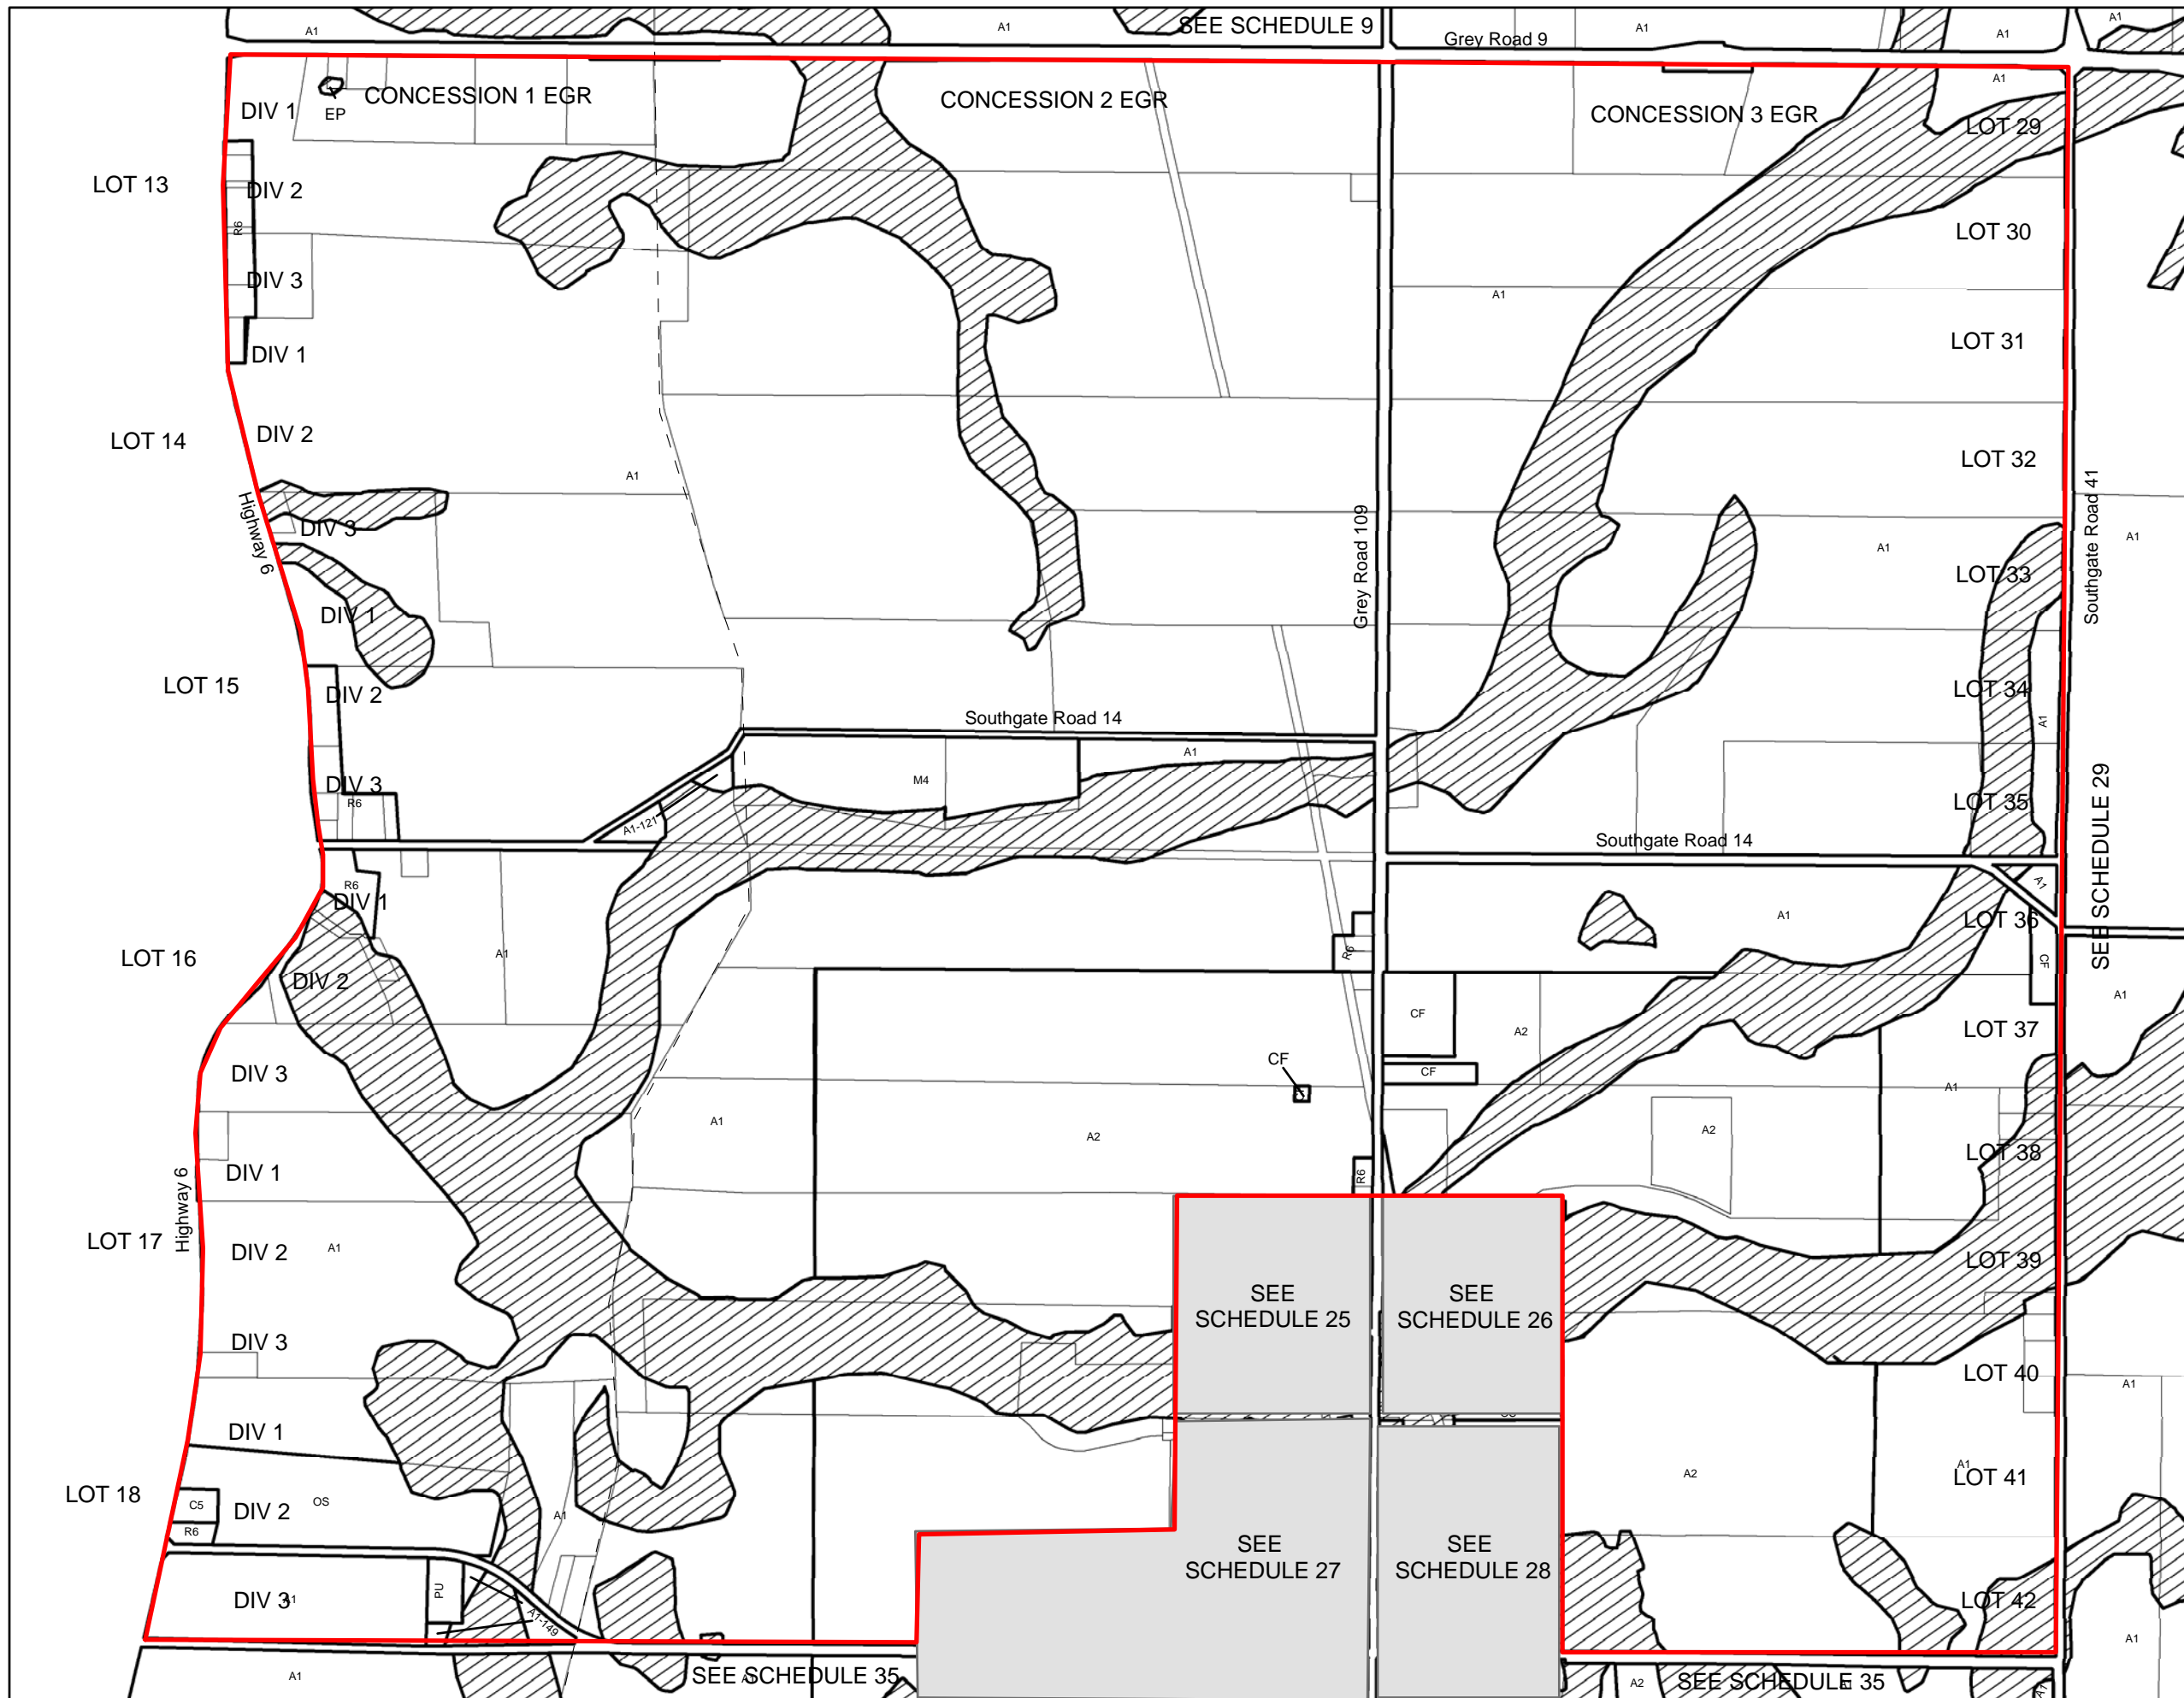 A1
A1
SEE SCHEDULE 9
Grey Road 9
A1
A1
A1
A1
DIV 1
EP
CONCESSION 1 EGR
CONCESSION 2 EGR
CONCESSION 3 EGR
LOT 29
LOT 13
DIV 2
R6
LOT 30
DIV 3
A1
LOT 31
DIV 1
LOT 14
DIV 2
A1
LOT 32
Highway 6
DIV 3
Grey Road 109
A1
Southgate Road 41
A1
LOT 33
DIV 1
LOT 15
DIV 2
LOT 34
Southgate Road 14
A1
A1
M4
DIV 3
R6
A1-121
LOT 35
Southgate Road 14
SEE SCHEDULE 29
R6
DIV 1
A1
A1
LOT 36
LOT 16
A1
R6
CF
DIV 2
A1
CF
A2
LOT 37
CF
DIV 3
CF
A1
A1
A2
A2
LOT 38
DIV 1
R6
Highway 6
LOT 17
DIV 2
A1
LOT 39
SEE
SCHEDULE 25
SEE
SCHEDULE 26
DIV 3
LOT 40
A1
DIV 1
A2
A1
LOT 41
LOT 18
C5
DIV 2
OS
A1
R6
SEE
SCHEDULE 27
SEE
SCHEDULE 28
PU
DIV 3
A1
A1-149
LOT 42
A1
A1
SEE SCHEDULE 35
A1
A2
SEE SCHEDULE 35
A1